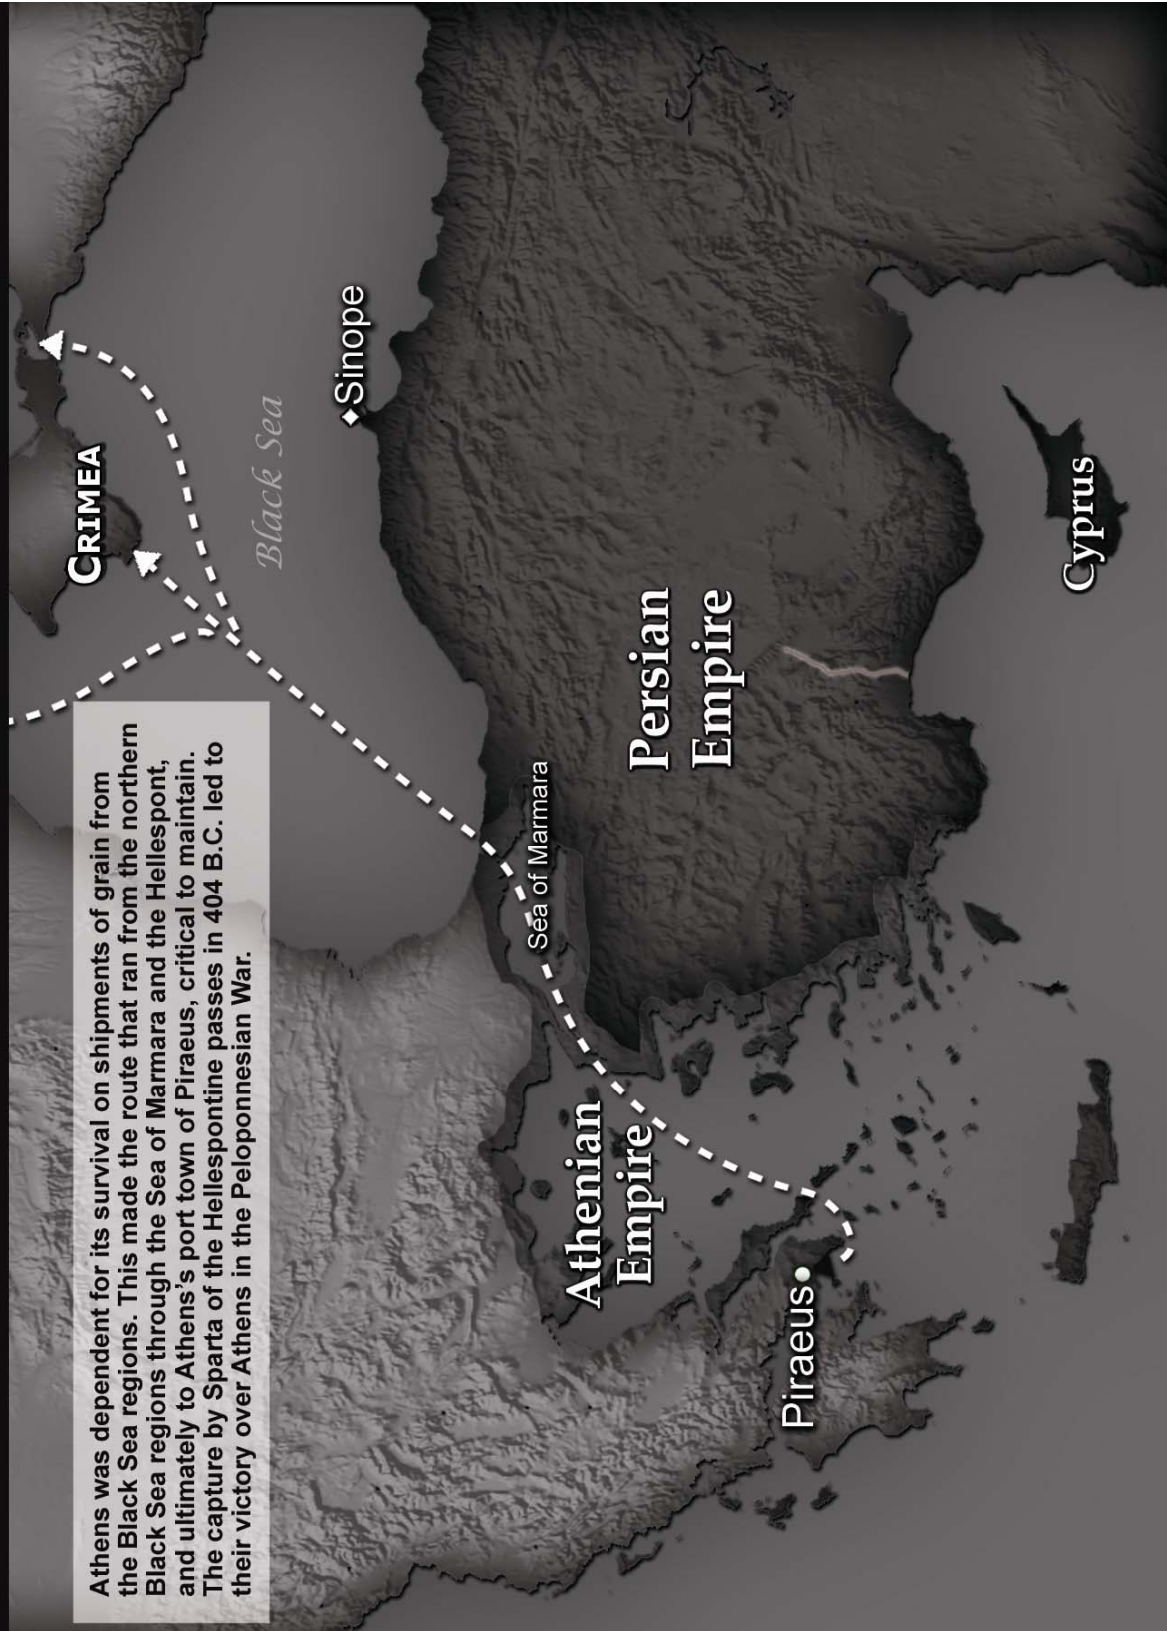 Athens was dependent for its survival on shipments of grain from
the Black Sea regions. This made the route that ran from the northern
Black Sea regions through the Sea of Marmara and the Hellespont,
and ultimately to Athens's port town of Piraeus, critical to maintain.
The capture by Sparta of the Hellespontine passes in 404 B.C. led to
their victory over Athens in the Peloponnesian War.
CRIMEA
Black Sea
Sinope
Sea of Marmara
Athenian
Empire
Persian
Empire
Piraeus
Cyprus